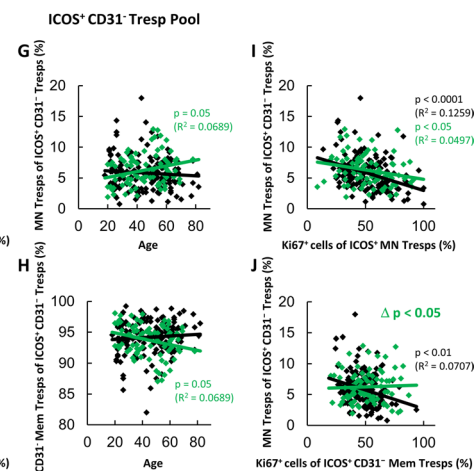 ICOS⁺ CD31⁻ Tresp Pool
G
MN Tresps of ICOS⁺ CD31⁻ Tresps (%)
20
15
10
5
0
0 20 40 60 80
Age
p = 0.05
(R² = 0.0689)
%)
I
MN Tresps of ICOS⁺ CD31⁻ Tresps (%)
20
15
10
5
0
0 50 100
Ki67⁺ cells of ICOS⁺ MN Tresps (%)
p < 0.0001
(R² = 0.1259)
p < 0.05
(R² = 0.0497)
H
CD31⁻ Mem Tresps of ICOS⁺ CD31⁻ Tresps (%)
100
95
90
85
80
0 20 40 60 80
Age
p = 0.05
(R² = 0.0689)
%)
J
MN Tresps of ICOS⁺ CD31⁻ Tresps (%)
20
15
10
5
0
0 50 100
Ki67⁺ cells of ICOS⁺ CD31⁻ Mem Tresps (%)
Δ p < 0.05
p < 0.01
(R² = 0.0707)